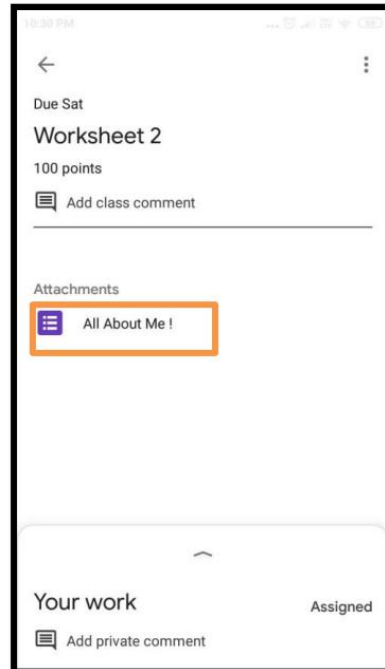 10:30 PM
Due Sat
Worksheet 2
100 points
Add class comment
Attachments
All About Me !
Your work
Assigned
Add private comment